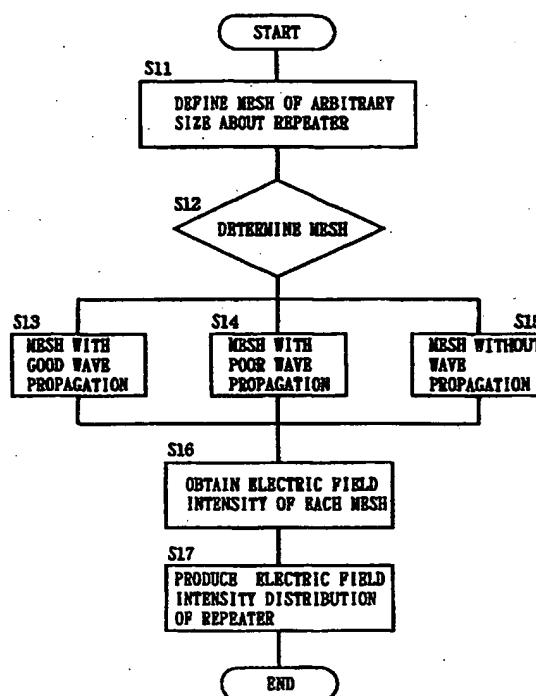 START
S11
DEFINE MESH OF ARBITRARY
SIZE ABOUT REPEATER
S12
DETERMINE MESH
S13
MESH WITH
GOOD WAVE
PROPAGATION
S14
MESH WITH
POOR WAVE
PROPAGATION
S15
MESH WITHOUT
WAVE
PROPAGATION
S16
OBTAIN ELECTRIC FIELD
INTENSITY OF EACH MESH
S17
PRODUCE ELECTRIC FIELD
INTENSITY DISTRIBUTION
OF REPEATER
END